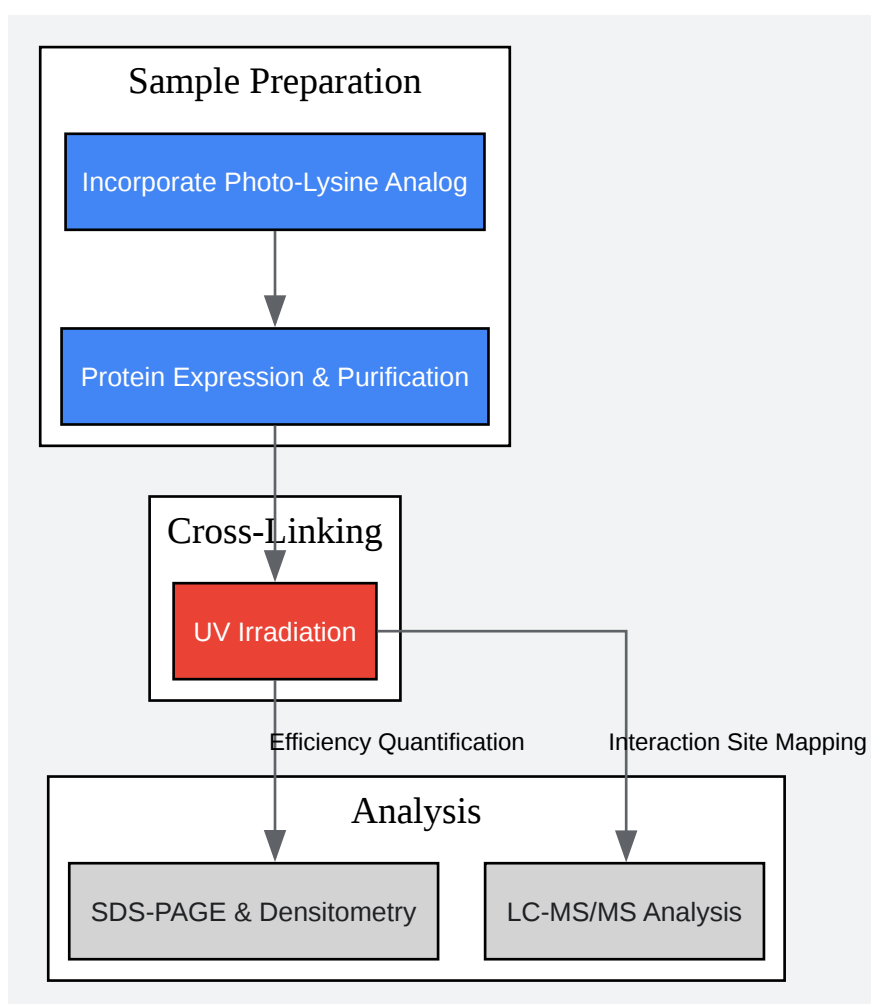 Sample Preparation
Incorporate Photo-Lysine Analog
Protein Expression & Purification
Cross-Linking
UV Irradiation
Efficiency Quantification
Interaction Site Mapping
Analysis
SDS-PAGE & Densitometry
LC-MS/MS Analysis